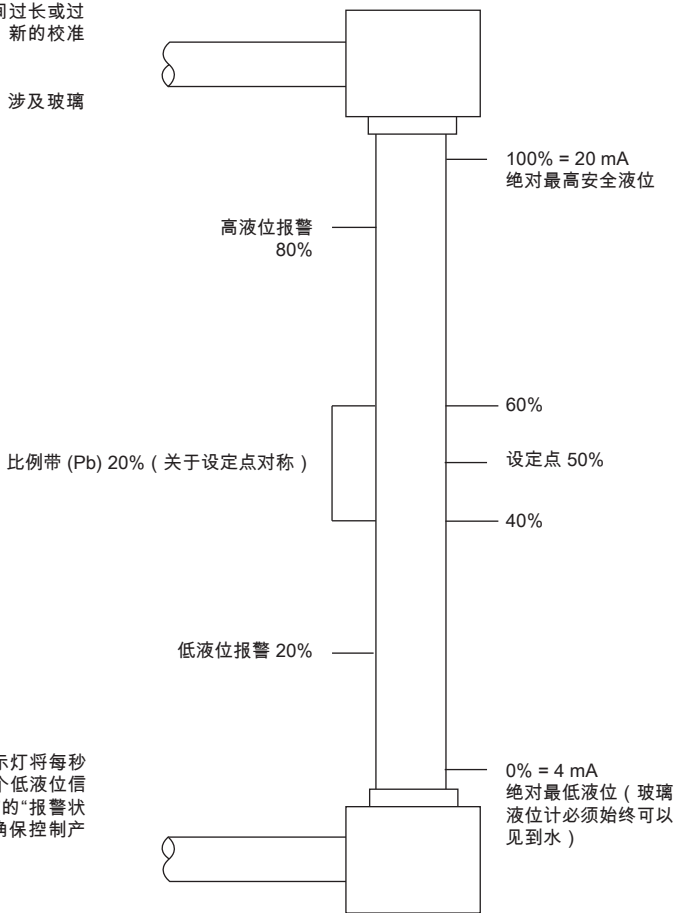 间过长或过
新的校准
涉及玻璃
100% = 20 mA
绝对最高安全液位
高液位报警
80%
60%
比例带 (Pb) 20%（关于设定点对称）
设定点 50%
40%
低液位报警 20%
示灯将每秒
个低液位信
的“报警状
确保控制产
0% = 4 mA
绝对最低液位（玻璃
液位计必须始终可以
见到水）